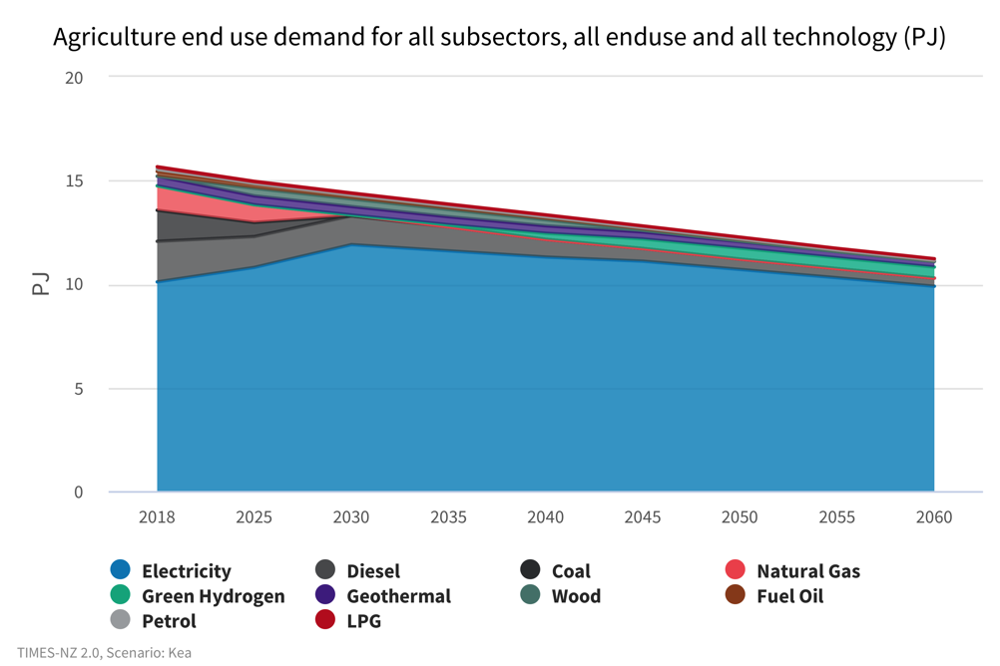 Agriculture end use demand for all subsectors, all enduse and all technology (PJ)
20
15
10
5
0
PJ
2018 2025 2030 2035 2040 2045 2050 2055 2060
Electricity Diesel Coal Natural Gas
Green Hydrogen Geothermal Wood Fuel Oil
Petrol LPG
TIMES-NZ 2.0, Scenario: Kea